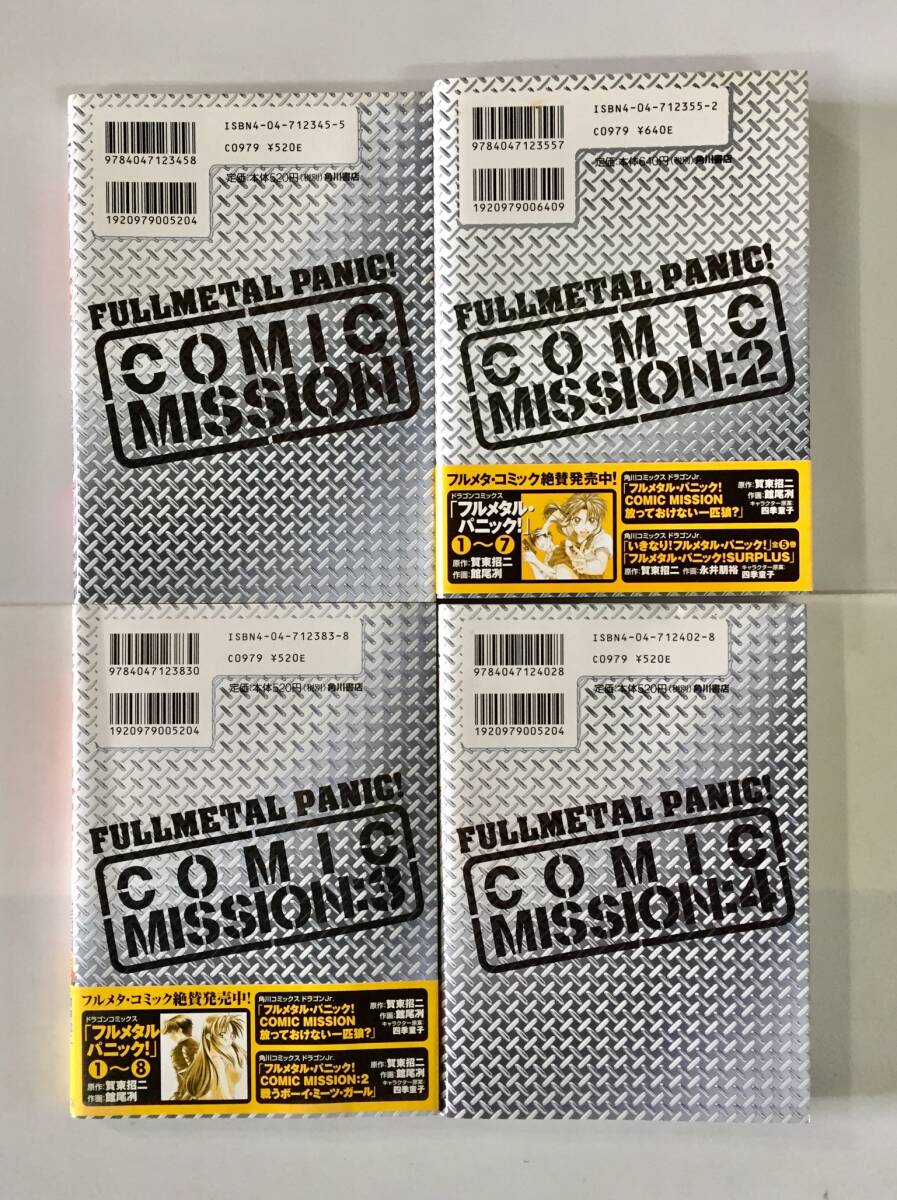 ISBN4-04-712345-5
C0979 ¥520E
9784047123458
定価:本体520円(税別) 角川書店
1920979005204
FULLMETAL PANIC!
COMIC
MISSION
ISBN4-04-712355-2
C0979 ¥640E
9784047123557
定価:本体640円(税別) 角川書店
1920979006409
FULLMETAL PANIC!
COMIC
MISSION:2
フルメタ・コミック絶賛発売中!
ドラゴンコミックス
「フルメタル・
パニック!」
①〜⑦
原作:賀東招二
作画:館尾冽
角川コミックス ドラゴンJr.
「フルメタル・パニック!
COMIC MISSION
放っておけない一匹狼?」
原作:賀東招二
作画:館尾冽
キャラクター原案:
四季童子
角川コミックス ドラゴンJr.
「いきなり!フルメタル・パニック!」全5巻
「フルメタル・パニック!SURPLUS」
原作:賀東招二 作画:永井朋裕 キャラクター原案:
四季童子
ISBN4-04-712383-8
C0979 ¥520E
9784047123830
定価:本体520円(税別) 角川書店
1920979005204
FULLMETAL PANIC!
COMIC
MISSION:3
フルメタ・コミック絶賛発売中!
ドラゴンコミックス
「フルメタル
パニック!」
①〜⑧
原作:賀東招二
作画:館尾冽
角川コミックス ドラゴンJr.
「フルメタル・パニック!
COMIC MISSION
放っておけない一匹狼?」
原作:賀東招二
作画:館尾冽
キャラクター原案:
四季童子
角川コミックス ドラゴンJr.
「フルメタル・パニック!
COMIC MISSION:2
戦うボーイ・ミーツ・ガール」
原作:賀東招二
作画:館尾冽
キャラクター原案:
四季童子
ISBN4-04-712402-8
C0979 ¥520E
9784047124028
定価:本体520円(税別) 角川書店
1920979005204
FULLMETAL PANIC!
COMIC
MISSION:4